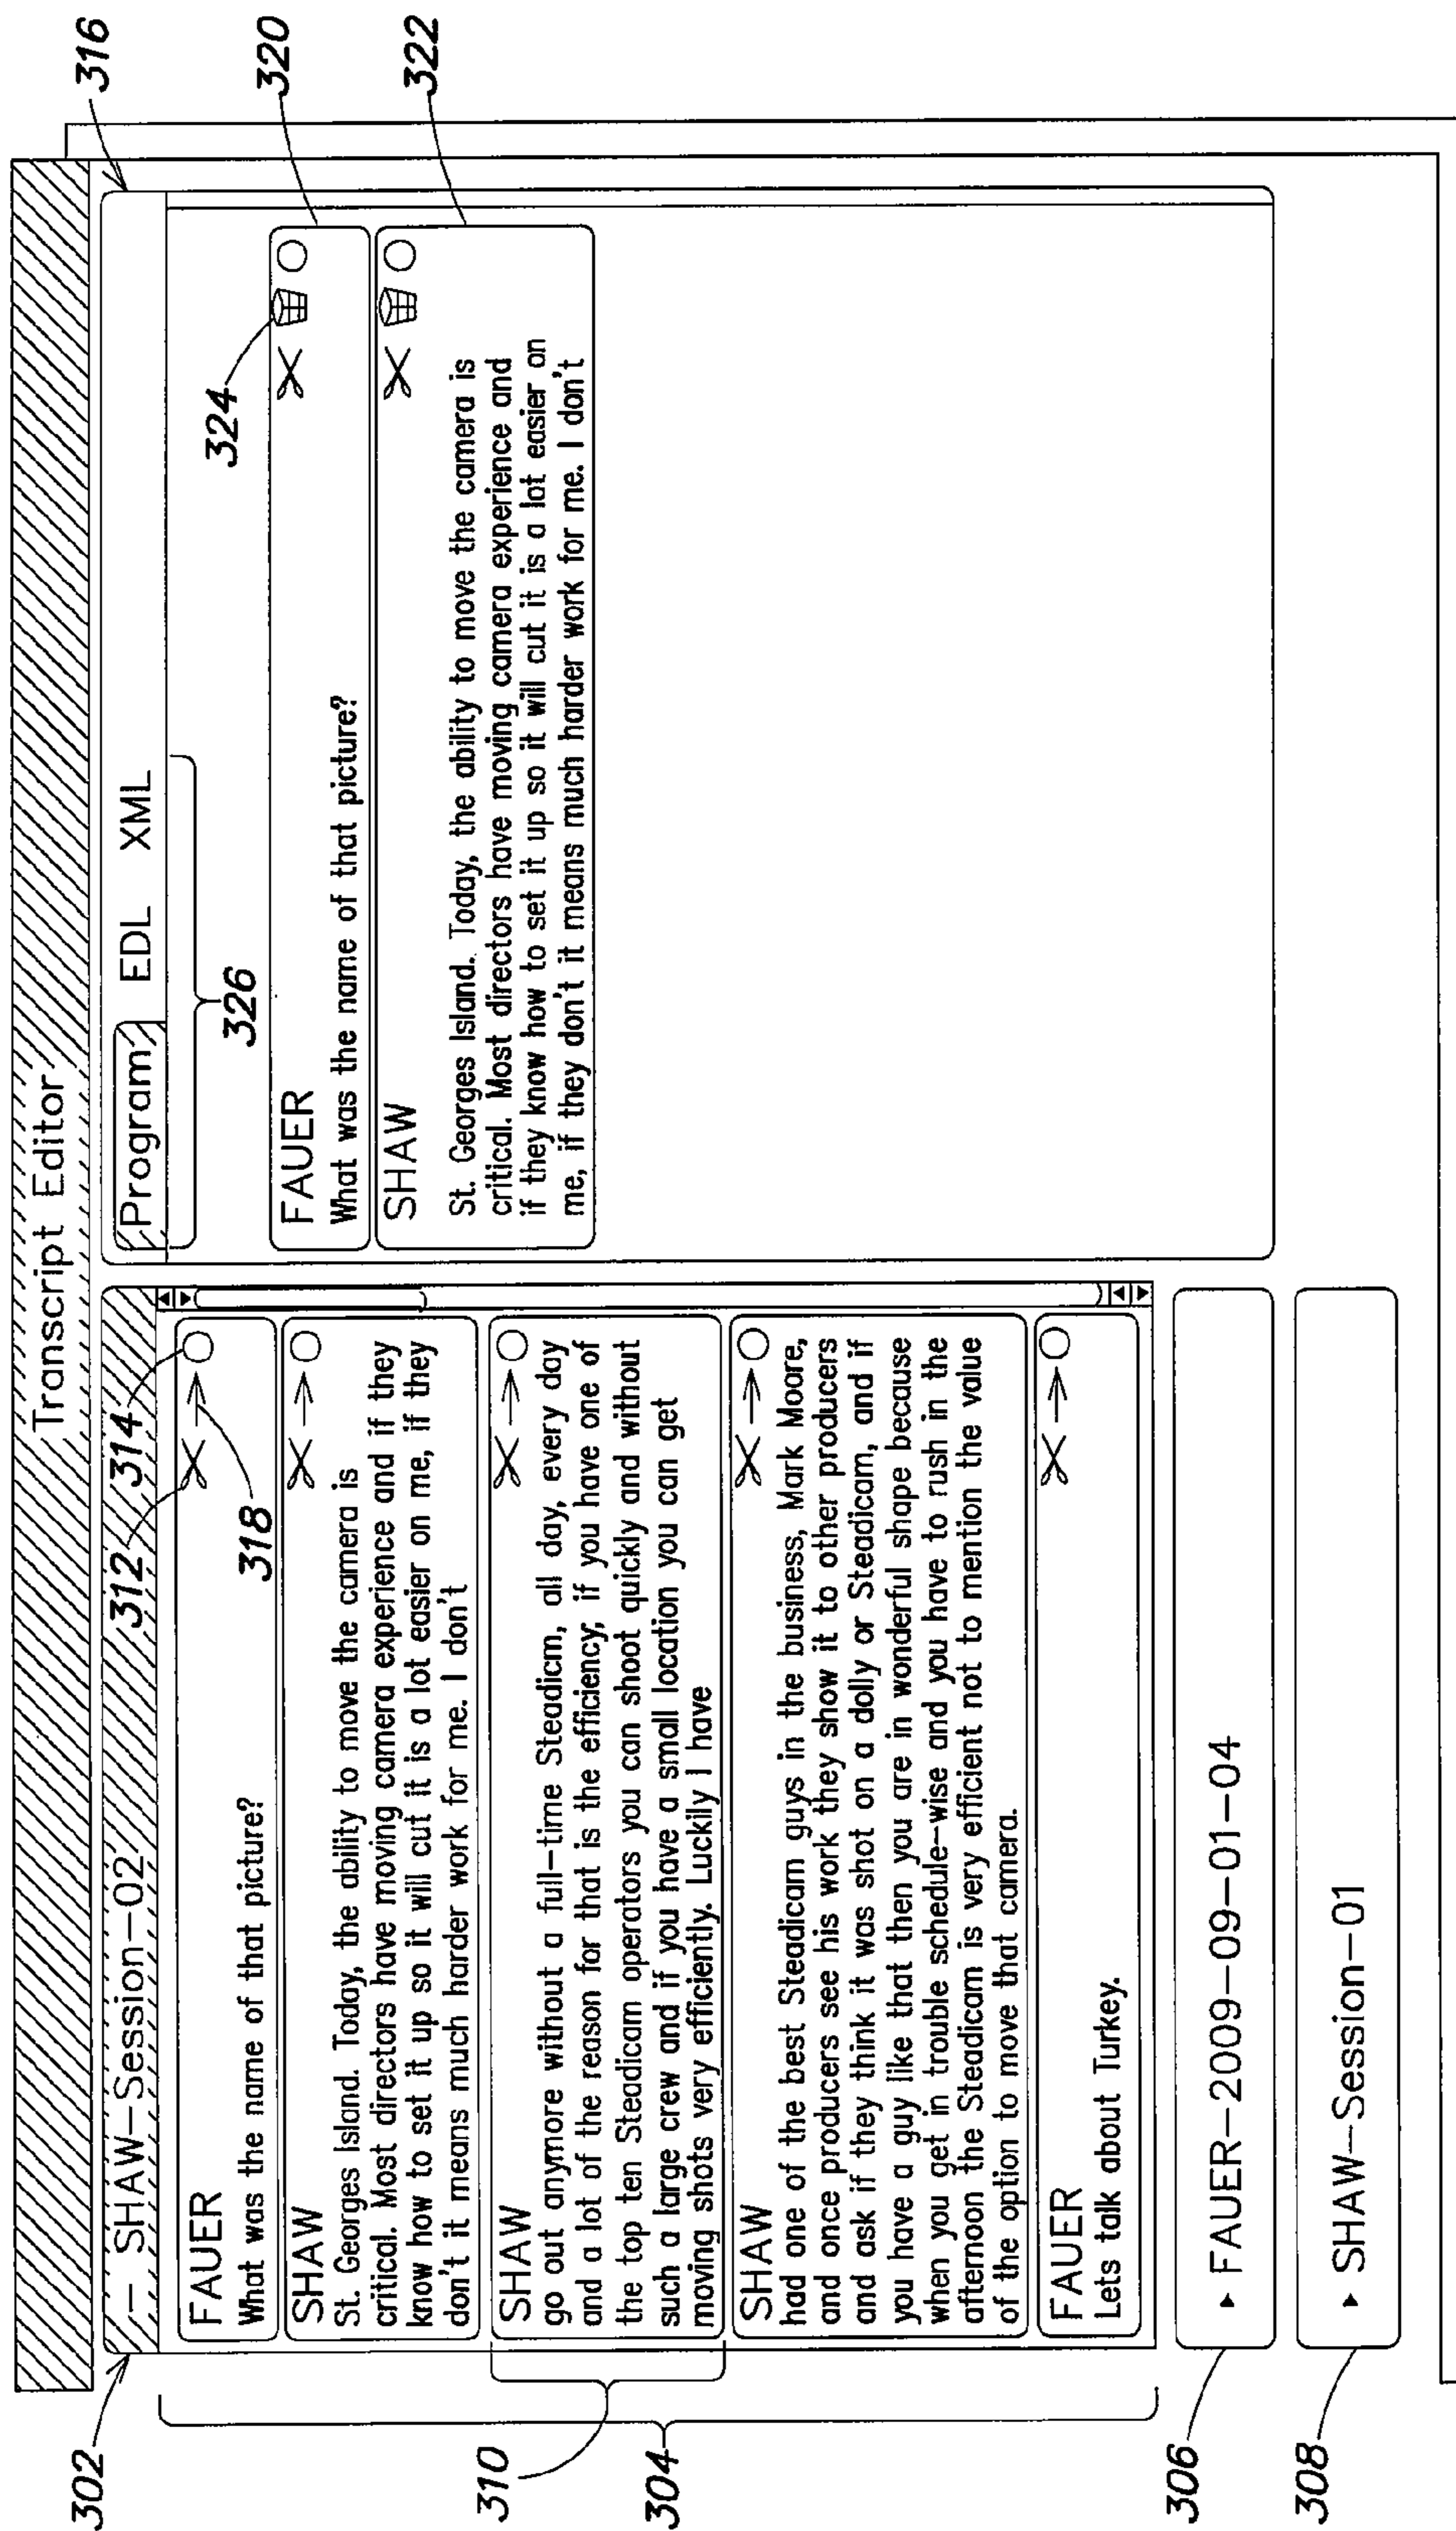 Transcript Editor
302
— SHAW–Session–02
312
314
318
FAUER
What was the name of that picture?
SHAW
St. Georges Island. Today, the ability to move the camera is
critical. Most directors have moving camera experience and if they
know how to set it up so it will cut it is a lot easier on me, if they
don't it means much harder work for me. I don't
310
304
SHAW
go out anymore without a full–time Steadicm, all day, every day
and a lot of the reason for that is the efficiency, if you have one of
the top ten Steadicam operators you can shoot quickly and without
such a large crew and if you have a small location you can get
moving shots very efficiently. Luckily I have
SHAW
had one of the best Steadicam guys in the business, Mark Moore,
and once producers see his work they show it to other producers
and ask if they think it was shot on a dolly or Steadicam, and if
you have a guy like that then you are in wonderful shape because
when you get in trouble schedule–wise and you have to rush in the
afternoon the Steadicam is very efficient not to mention the value
of the option to move that camera.
FAUER
Lets talk about Turkey.
306
▸ FAUER–2009–09–01–04
308
▸ SHAW–Session–01
316
Program EDL XML
326
324
320
FAUER
What was the name of that picture?
322
SHAW
St. Georges Island. Today, the ability to move the camera is
critical. Most directors have moving camera experience and
if they know how to set it up so it will cut it is a lot easier on
me, if they don't it means much harder work for me. I don't